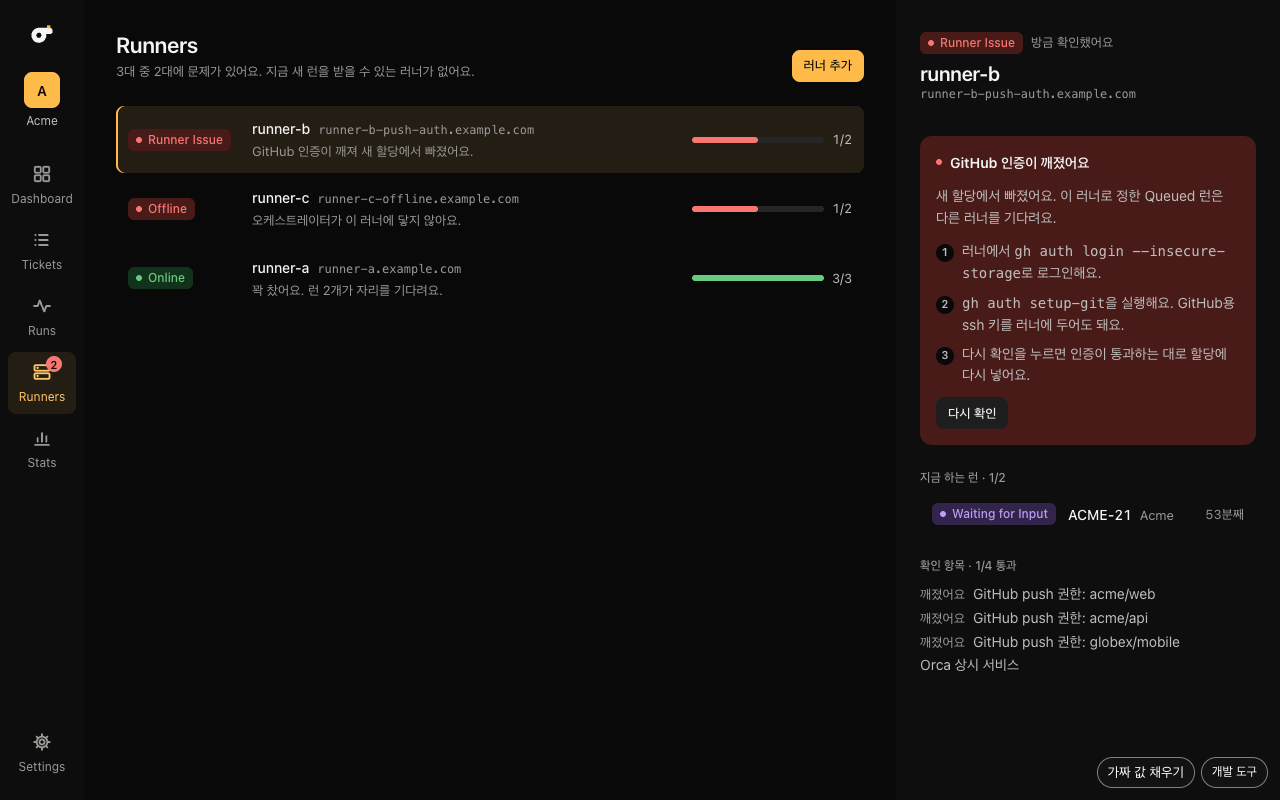 A
Acme
Dashboard
Tickets
Runs
2
Runners
Stats
Settings
Runners
3대 중 2대에 문제가 있어요. 지금 새 런을 받을 수 있는 러너가 없어요.
러너 추가
Runner Issue
runner-b runner-b-push-auth.example.com
GitHub 인증이 깨져 새 할당에서 빠졌어요.
1/2
Offline
runner-c runner-c-offline.example.com
오케스트레이터가 이 러너에 닿지 않아요.
1/2
Online
runner-a runner-a.example.com
꽉 찼어요. 런 2개가 자리를 기다려요.
3/3
Runner Issue 방금 확인했어요
runner-b
runner-b-push-auth.example.com
GitHub 인증이 깨졌어요
새 할당에서 빠졌어요. 이 러너로 정한 Queued 런은
다른 러너를 기다려요.
1 러너에서 gh auth login --insecure-
storage로 로그인해요.
2 gh auth setup-git을 실행해요. GitHub용
ssh 키를 러너에 두어도 돼요.
3 다시 확인을 누르면 인증이 통과하는 대로 할당에
다시 넣어요.
다시 확인
지금 하는 런 · 1/2
Waiting for Input ACME-21 Acme 53분째
확인 항목 · 1/4 통과
깨졌어요 GitHub push 권한: acme/web
깨졌어요 GitHub push 권한: acme/api
깨졌어요 GitHub push 권한: globex/mobile
Orca 상시 서비스
가짜 값 채우기
개발 도구